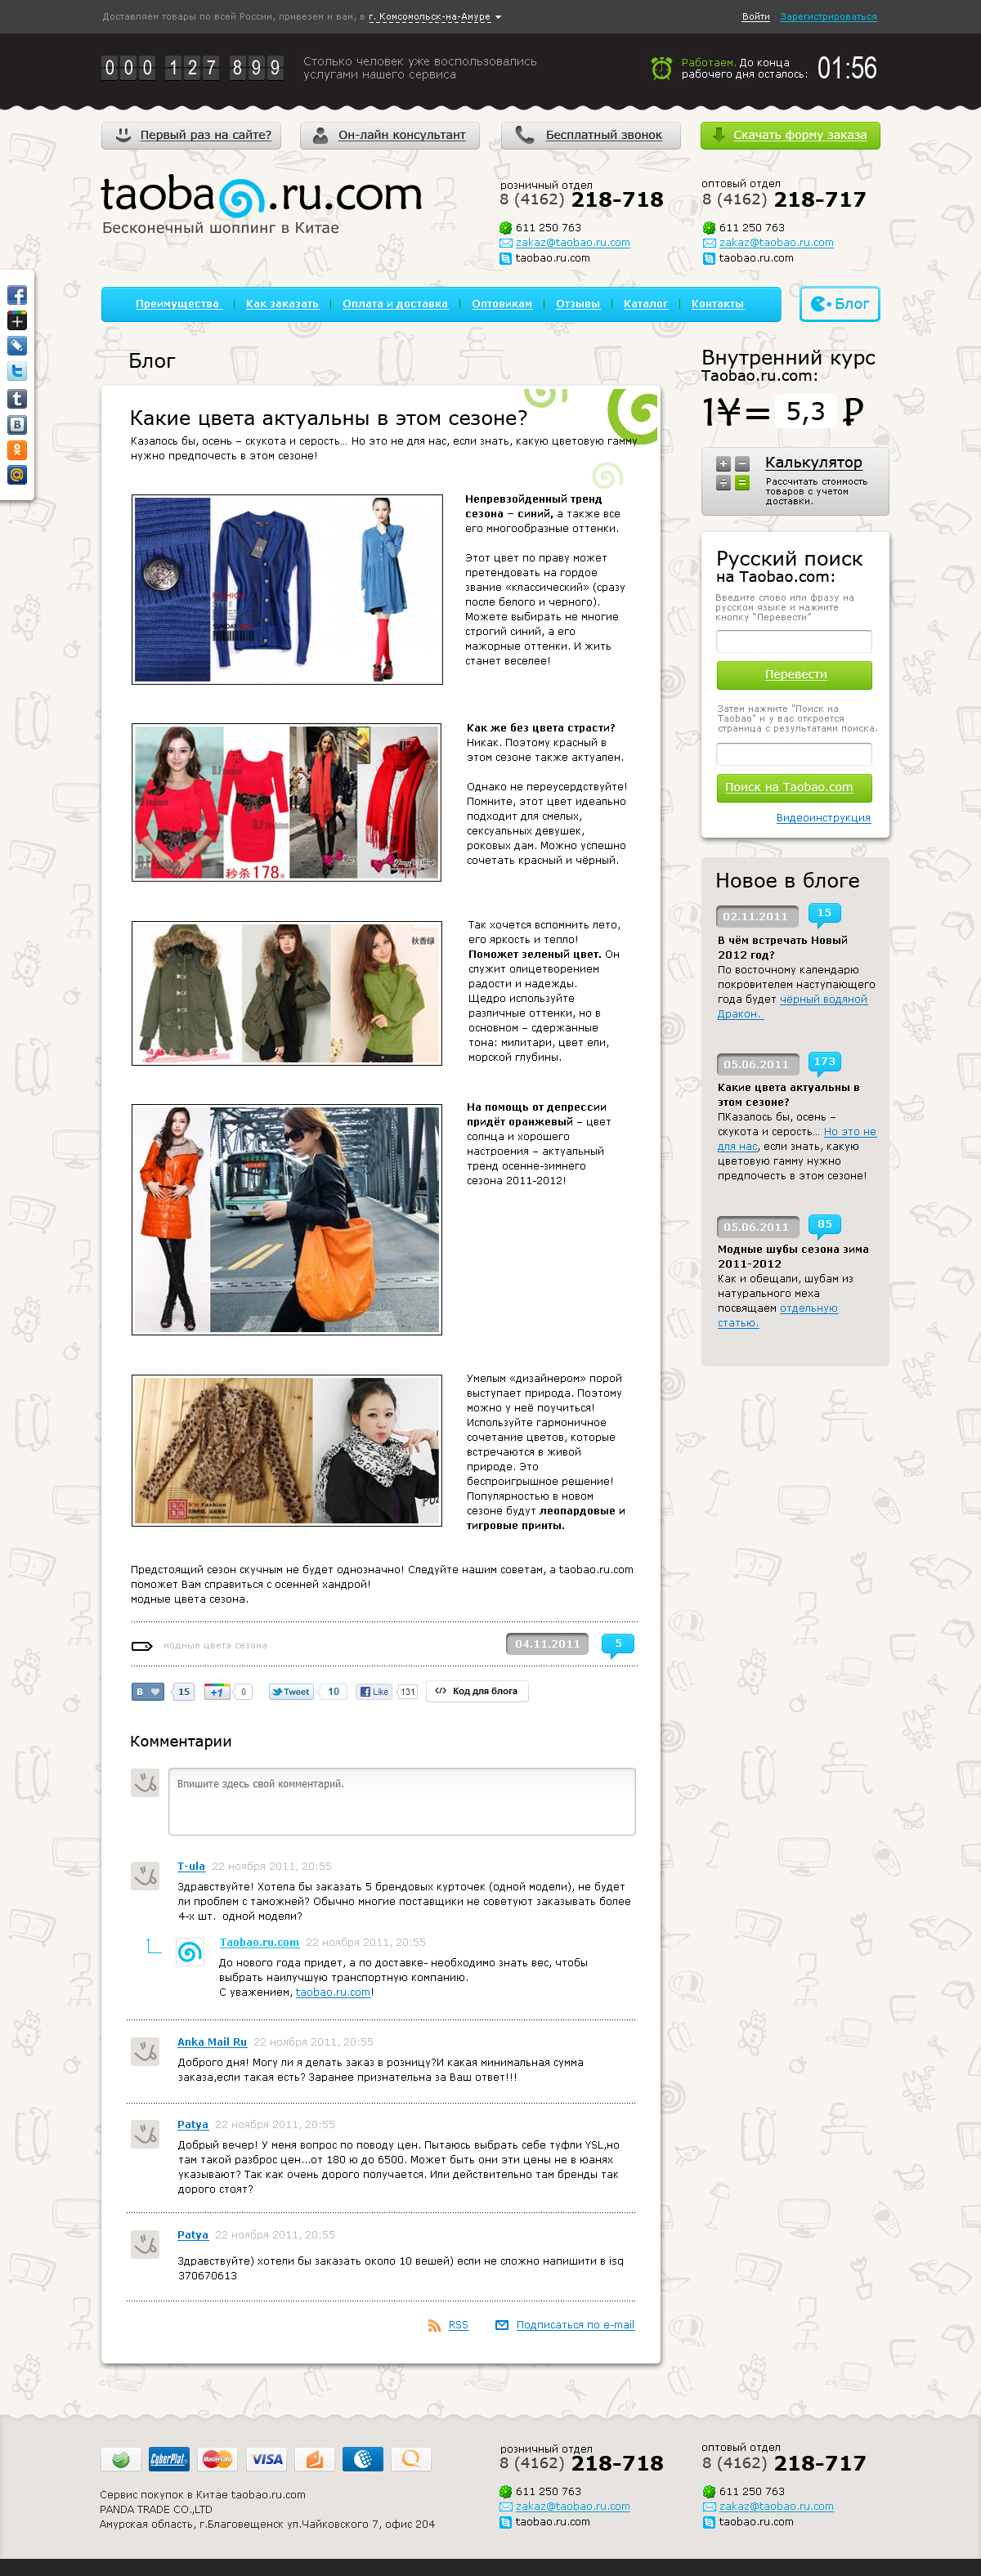 Доставляем товары по всей России, привезем и вам, в г. Комсомольск-на-Амуре
Войти
Зарегистрироваться
000 127 899
Столько человек уже воспользовались
услугами нашего сервиса
Работаем. До конца
рабочего дня осталось:
01:56
Первый раз на сайте?
Он-лайн консультант
Бесплатный звонок
Скачать форму заказа
taobao.ru.com
Бесконечный шоппинг в Китае
розничный отдел
8 (4162) 218-718
611 250 763
zakaz@taobao.ru.com
taobao.ru.com
оптовый отдел
8 (4162) 218-717
611 250 763
zakaz@taobao.ru.com
taobao.ru.com
Преимущества
Как заказать
Оплата и доставка
Оптовикам
Отзывы
Каталог
Контакты
Блог
Блог
Какие цвета актуальны в этом сезоне?
Казалось бы, осень – скукота и серость... Но это не для нас, если знать, какую цветовую гамму
нужно предпочесть в этом сезоне!
Непревзойденный тренд
сезона – синий, а также все
его многообразные оттенки.
Этот цвет по праву может
претендовать на гордое
звание «классический» (сразу
после белого и черного).
Можете выбирать не многие
строгий синий, а его
мажорные оттенки. И жить
станет веселее!
FASHION
STYLE
Как же без цвета страсти?
Никак. Поэтому красный в
этом сезоне также актуален.
Однако не переусердствуйте!
Помните, этот цвет идеально
подходит для смелых,
сексуальных девушек,
роковых дам. Можно успешно
сочетать красный и чёрный.
D.F fashion
秒杀178元
Так хочется вспомнить лето,
его яркость и тепло!
Поможет зеленый цвет. Он
служит олицетворением
радости и надежды.
Щедро используйте
различные оттенки, но в
основном – сдержанные
тона: милитари, цвет ели,
морской глубины.
秋香绿
На помощь от депрессии
придёт оранжевый – цвет
солнца и хорошего
настроения – актуальный
тренд осенне-зиннего
сезона 2011-2012!
Умелым «дизайнером» порой
выступает природа. Поэтому
можно у неё поучиться!
Используйте гармоничное
сочетание цветов, которые
встречаются в живой
природе. Это
беспроигрышное решение!
Популярностью в новом
сезоне будут леопардовые и
тигровые принты.
Предстоящий сезон скучным не будет однозначно! Следуйте нашим советам, а taobao.ru.com
поможет Вам справиться с осенней хандрой!
модные цвета сезона.
модные цвета сезона
04.11.2011
5
B
15
+1
0
Tweet
10
Like
131
Код для блога
Комментарии
Впишите здесь свой комментарий.
T-ula 22 ноября 2011, 20:55
Здравствуйте! Хотела бы заказать 5 брендовых курточек (одной модели), не будет
ли проблем с таможней? Обычно многие поставщики не советуют заказывать более
4-х шт. одной модели?
Taobao.ru.com 22 ноября 2011, 20:55
До нового года придет, а по доставке- необходимо знать вес, чтобы
выбрать наилучшую транспортную компанию.
С уважением, taobao.ru.com!
Anka Mail Ru 22 ноября 2011, 20:55
Доброго дня! Могу ли я делать заказ в розницу?И какая минимальная сумма
заказа,если такая есть? Заранее признательна за Ваш ответ!!!
Patya 22 ноября 2011, 20:55
Добрый вечер! У меня вопрос по поводу цен. Пытаюсь выбрать себе туфли YSL,но
там такой разброс цен...от 180 ю до 6500. Может быть они эти цены не в юанях
указывают? Так как очень дорого получается. Или действительно там бренды так
дорого стоят?
Patya 22 ноября 2011, 20:55
Здравствуйте) хотели бы заказать около 10 вешей) если не сложно напишити в isq
370670613
RSS
Подписаться по e-mail
Внутренний курс
Taobao.ru.com:
1¥= 5,3 ₽
Калькулятор
Рассчитать стоимость
товаров с учетом
доставки.
Русский поиск
на Taobao.com:
Введите слово или фразу на
русском языке и нажмите
кнопку "Перевести"
Перевести
Затем нажмите "Поиск на
Taobao" и у вас откроется
страница с результатами поиска.
Поиск на Taobao.com
Видеоинструкция
Новое в блоге
02.11.2011
15
В чём встречать Новый
2012 год?
По восточному календарю
покровителем наступающего
года будет чёрный водяной
Дракон.
05.06.2011
173
Какие цвета актуальны в
этом сезоне?
ПКазалось бы, осень –
скукота и серость... Но это не
для нас, если знать, какую
цветовую гамму нужно
предпочесть в этом сезоне!
05.06.2011
85
Модные шубы сезона зима
2011-2012
Как и обещали, шубам из
натурального меха
посвящаем отдельную
статью.
CyberPlat
MasterCard
VISA
Сервис покупок в Китае taobao.ru.com
PANDA TRADE CO.,LTD
Амурская область, г.Благовещенск ул.Чайковского 7, офис 204
розничный отдел
8 (4162) 218-718
611 250 763
zakaz@taobao.ru.com
taobao.ru.com
оптовый отдел
8 (4162) 218-717
611 250 763
zakaz@taobao.ru.com
taobao.ru.com